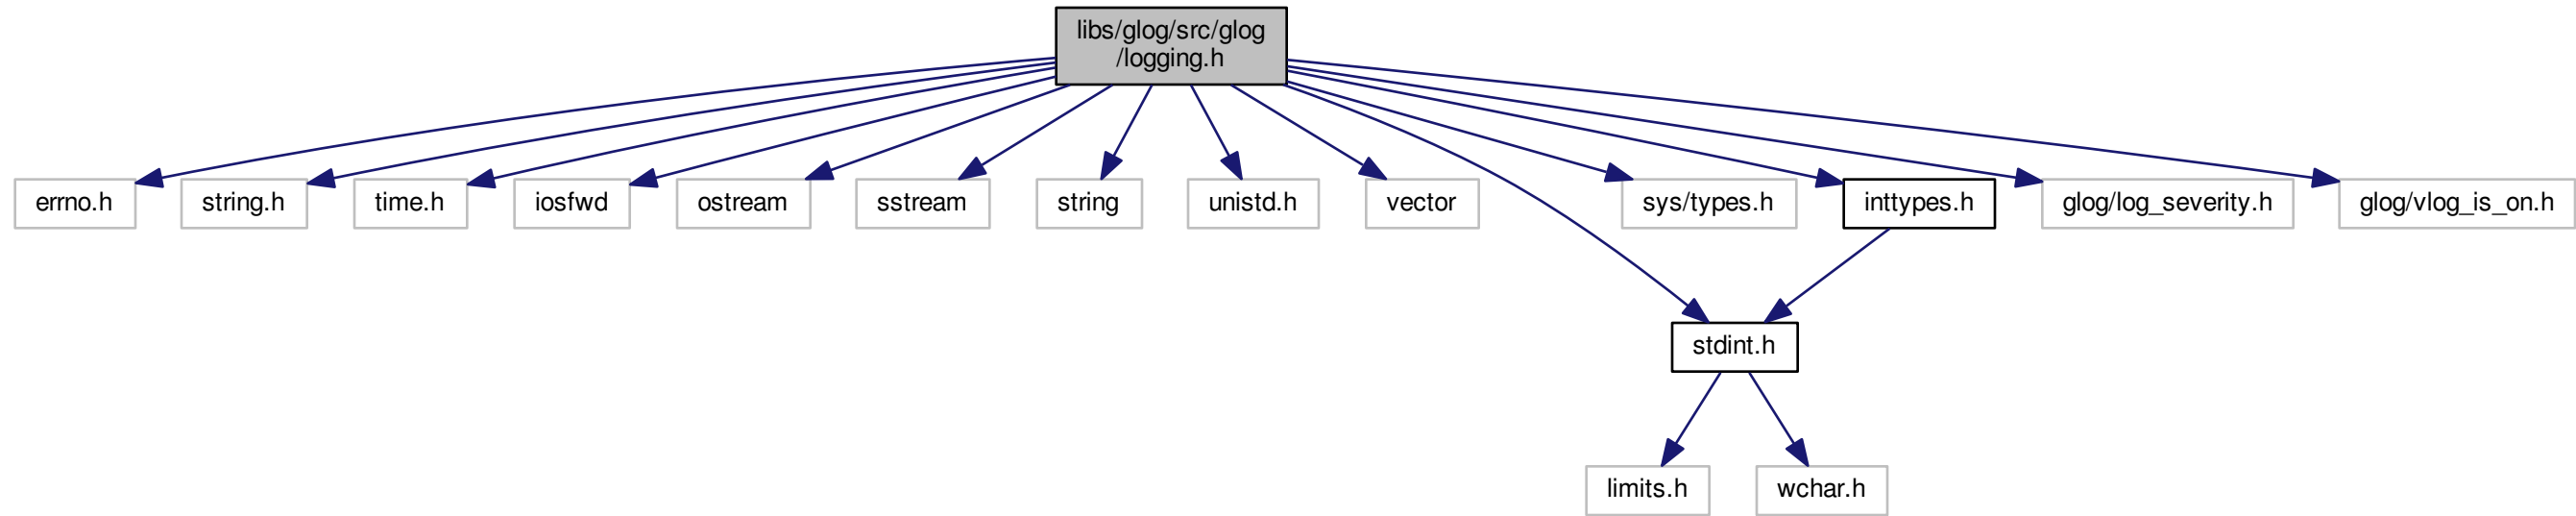 libs/glog/src/glog
/logging.h
errno.h
string.h
time.h
iosfwd
ostream
sstream
string
unistd.h
vector
sys/types.h
inttypes.h
glog/log_severity.h
glog/vlog_is_on.h
stdint.h
limits.h
wchar.h